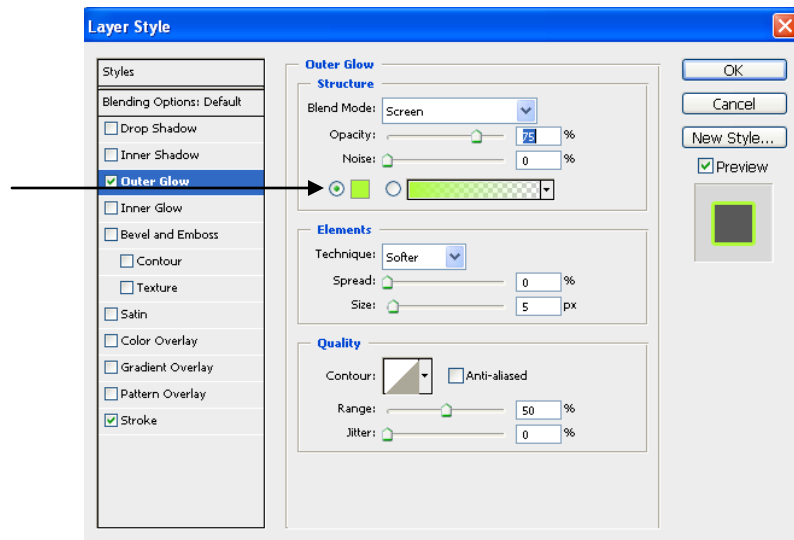 Layer Style
Styles
Blending Options: Default
Drop Shadow
Inner Shadow
Outer Glow
Inner Glow
Bevel and Emboss
Contour
Texture
Satin
Color Overlay
Gradient Overlay
Pattern Overlay
Stroke
Outer Glow
Structure
Blend Mode: Screen
Opacity: 75 %
Noise: 0 %
Elements
Technique: Softer
Spread: 0 %
Size: 5 px
Quality
Contour: Anti-aliased
Range: 50 %
Jitter: 0 %
OK
Cancel
New Style...
Preview